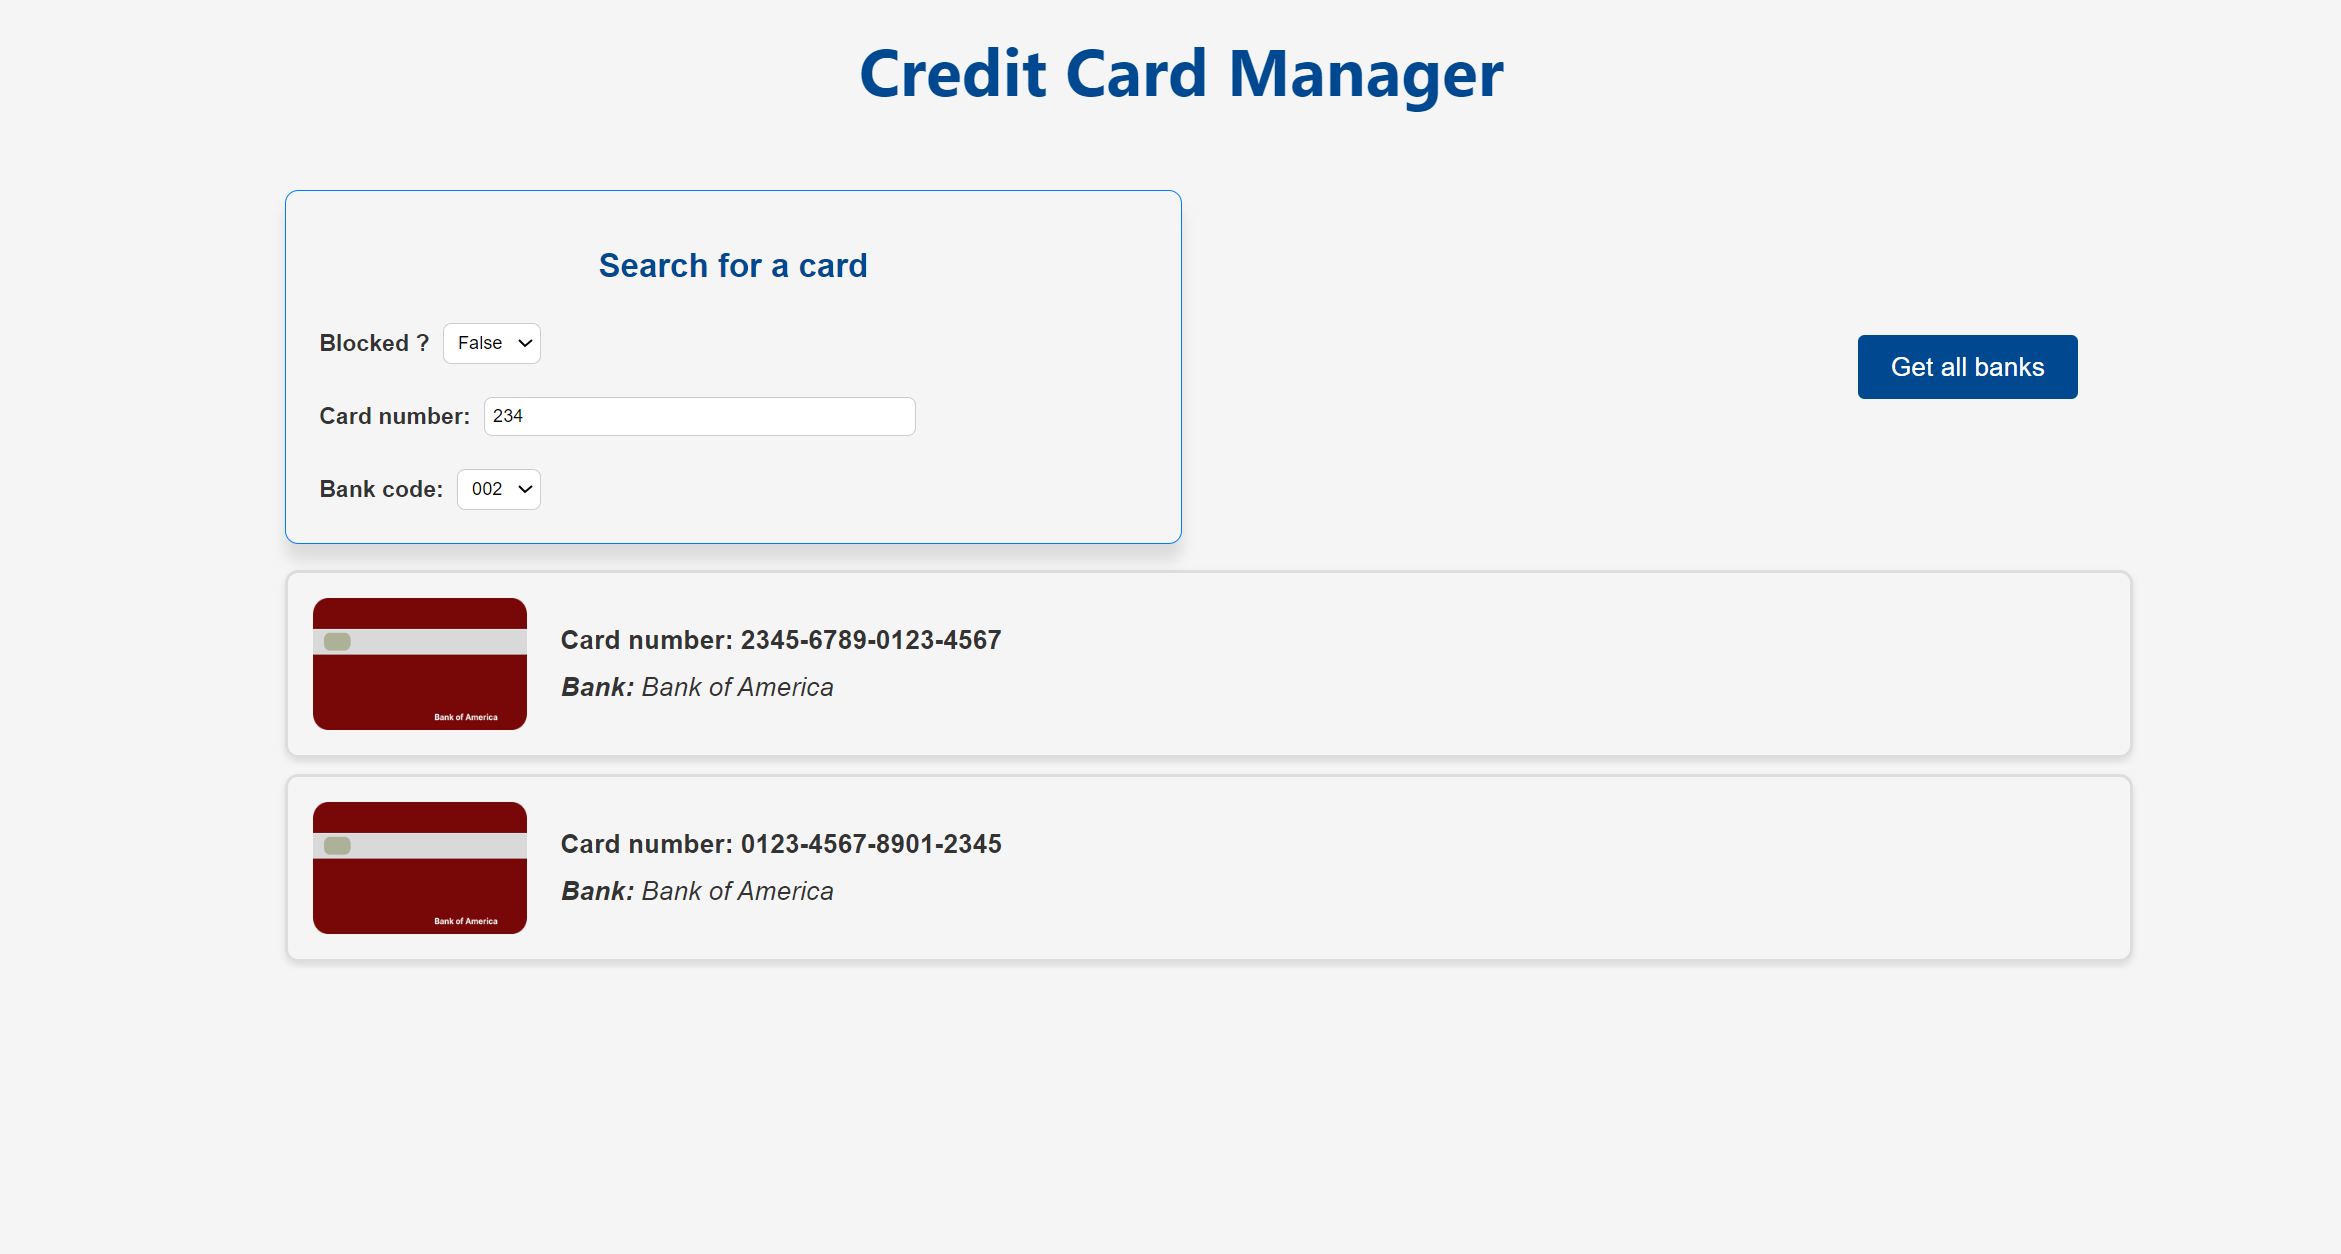 Credit Card Manager
Search for a card
Blocked ? False
Card number: 234
Bank code: 002
Get all banks
Card number: 2345-6789-0123-4567
Bank: Bank of America
Bank of America
Card number: 0123-4567-8901-2345
Bank: Bank of America
Bank of America